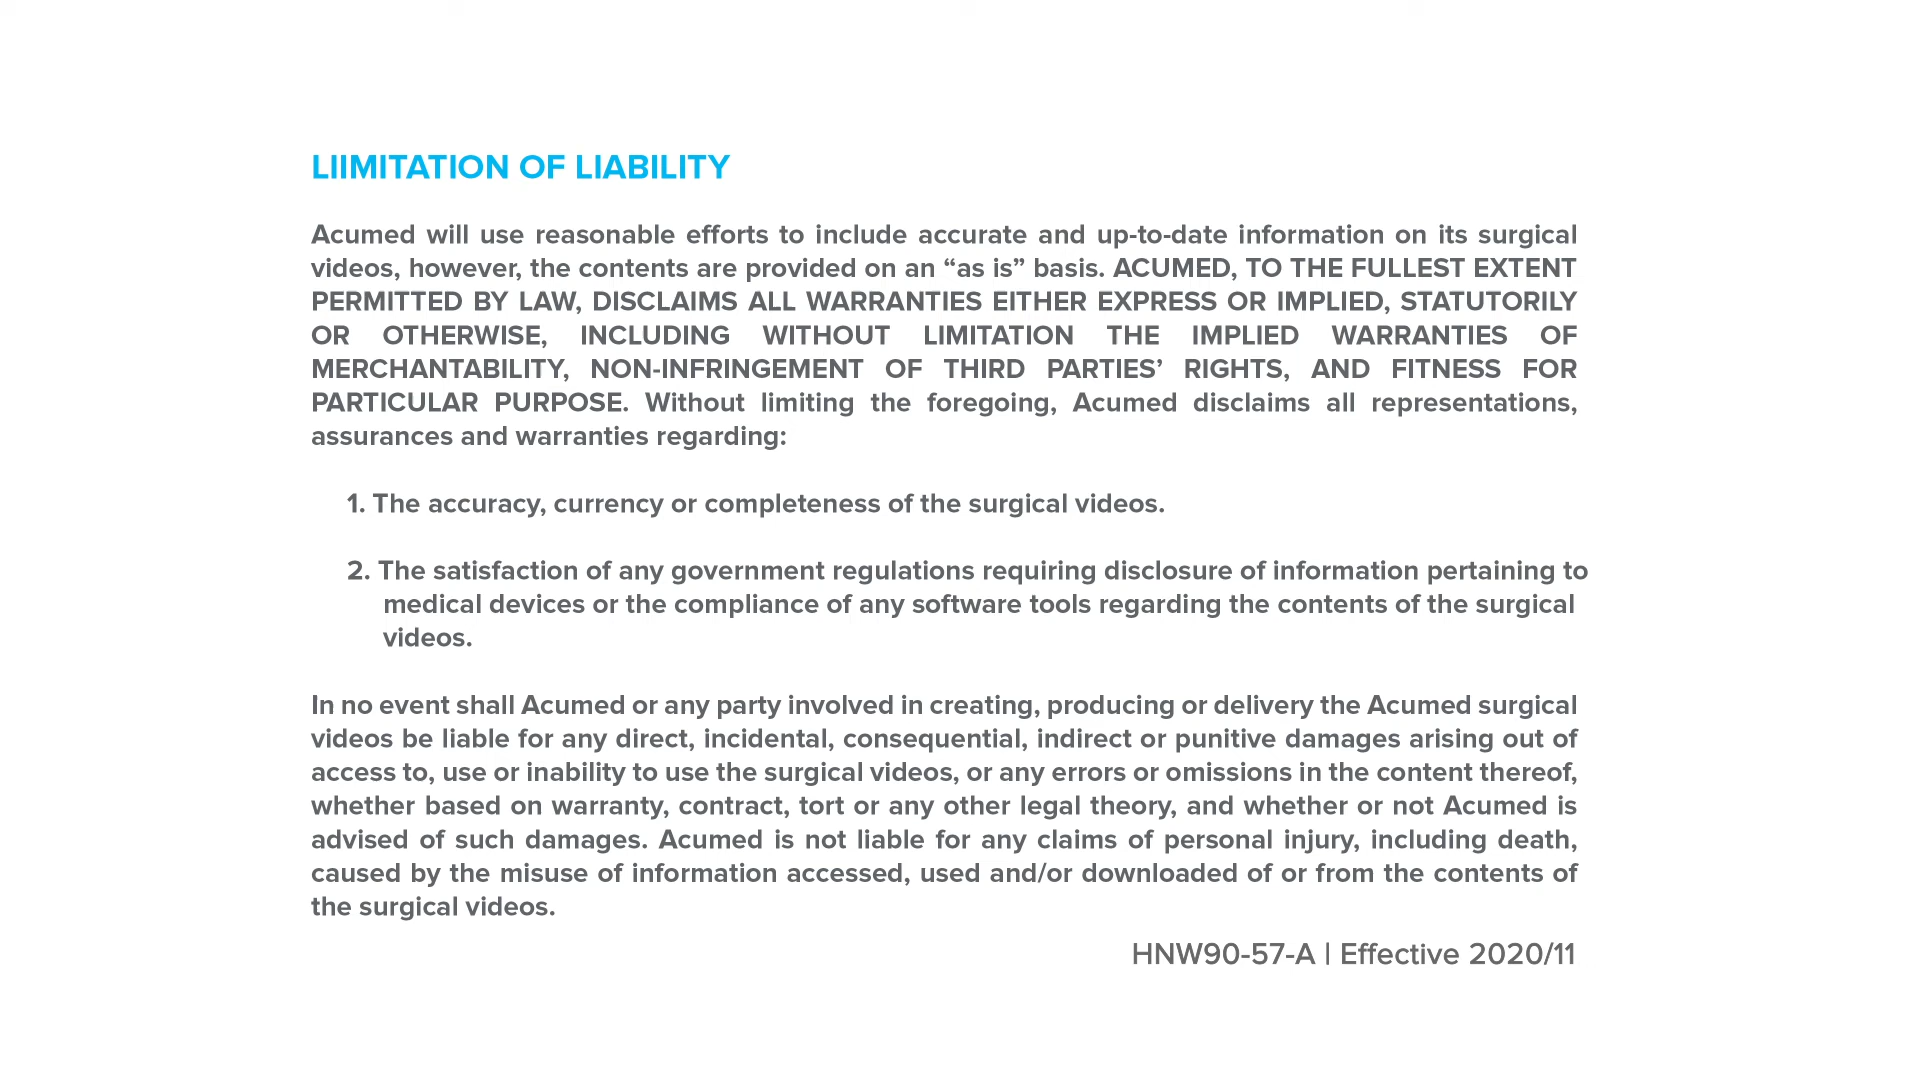 LIIMITATION OF LIABILITY
Acumed will use reasonable efforts to include accurate and up-to-date information on its surgical
videos, however, the contents are provided on an “as is” basis. ACUMED, TO THE FULLEST EXTENT
PERMITTED BY LAW, DISCLAIMS ALL WARRANTIES EITHER EXPRESS OR IMPLIED, STATUTORILY
OR OTHERWISE, INCLUDING WITHOUT LIMITATION THE IMPLIED WARRANTIES OF
MERCHANTABILITY, NON-INFRINGEMENT OF THIRD PARTIES’ RIGHTS, AND FITNESS FOR
PARTICULAR PURPOSE. Without limiting the foregoing, Acumed disclaims all representations,
assurances and warranties regarding:
1. The accuracy, currency or completeness of the surgical videos.
2. The satisfaction of any government regulations requiring disclosure of information pertaining to
medical devices or the compliance of any software tools regarding the contents of the surgical
videos.
In no event shall Acumed or any party involved in creating, producing or delivery the Acumed surgical
videos be liable for any direct, incidental, consequential, indirect or punitive damages arising out of
access to, use or inability to use the surgical videos, or any errors or omissions in the content thereof,
whether based on warranty, contract, tort or any other legal theory, and whether or not Acumed is
advised of such damages. Acumed is not liable for any claims of personal injury, including death,
caused by the misuse of information accessed, used and/or downloaded of or from the contents of
the surgical videos.
HNW90-57-A | Effective 2020/11